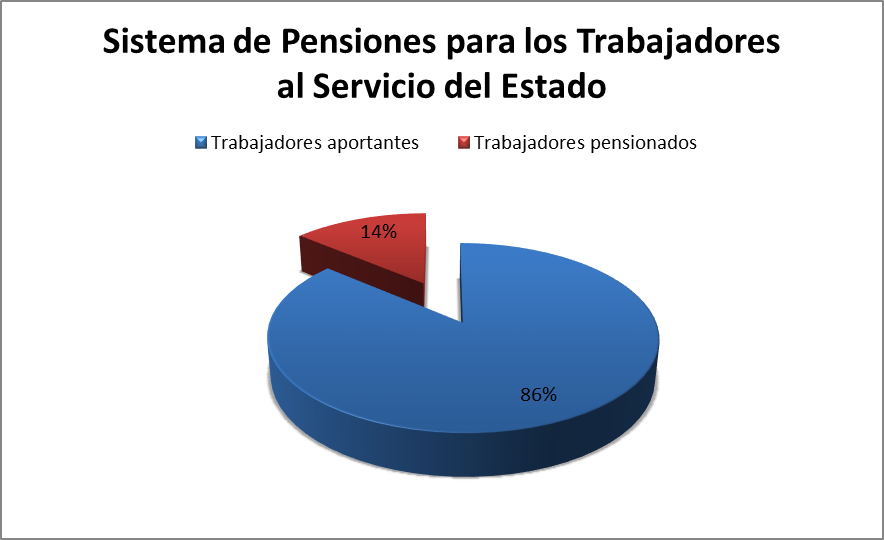 Sistema de Pensiones para los Trabajadores
al Servicio del Estado
Trabajadores aportantes Trabajadores pensionados
14%
86%